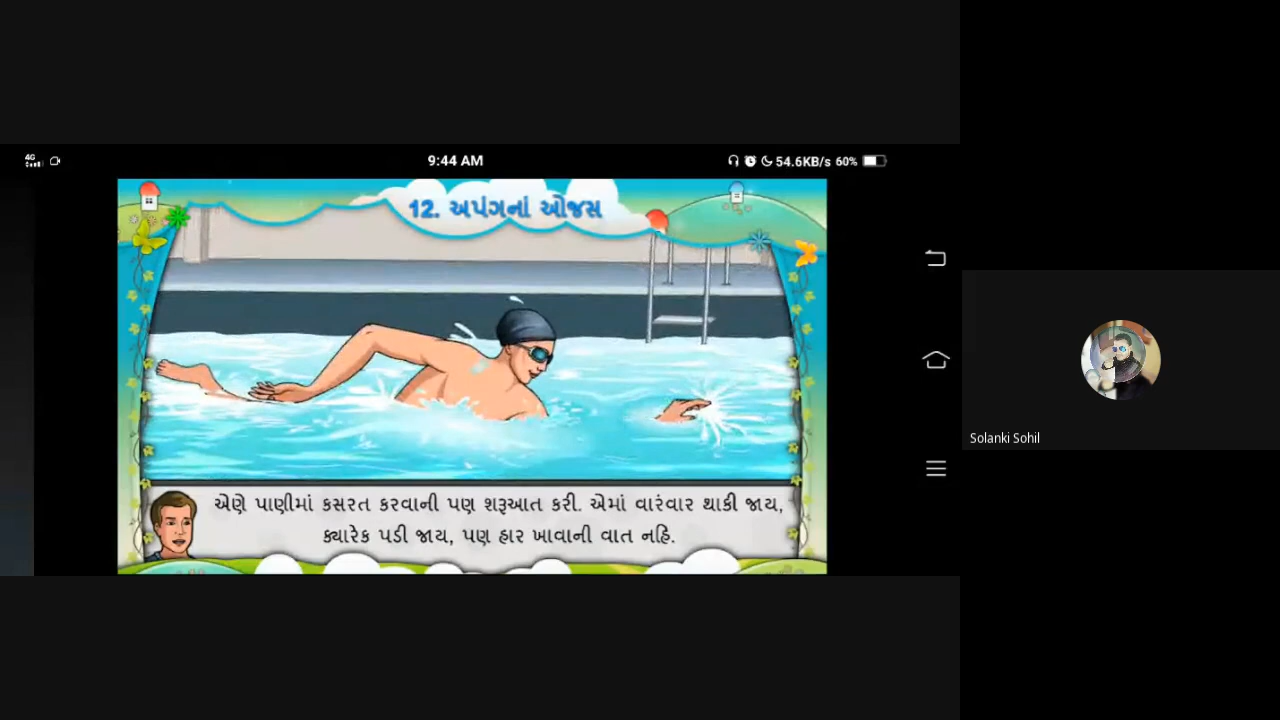 4G
9:44 AM
54.6KB/s 60%
12. અપંગનાં ઓજસ
એણે પાણીમાં કસરત કરવાની પણ શરૂઆત કરી. એમાં વારંવાર થાકી જાય,
ક્યારેક પડી જાય, પણ હાર ખાવાની વાત નહિ.
Solanki Sohil